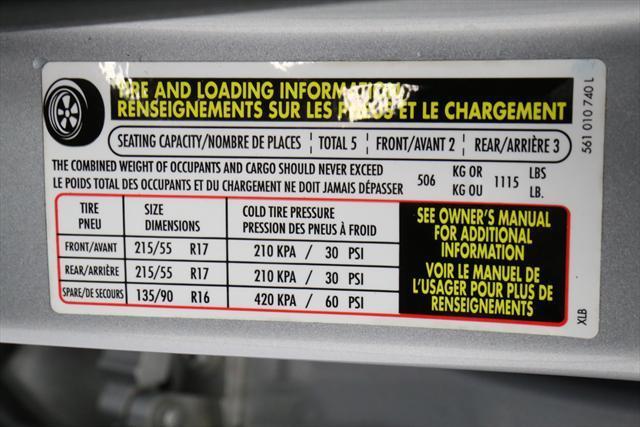 TIRE AND LOADING INFORMATION
RENSEIGNEMENTS SUR LES PNEUS ET LE CHARGEMENT
SEATING CAPACITY/NOMBRE DE PLACES TOTAL 5 FRONT/AVANT 2 REAR/ARRIÈRE 3
THE COMBINED WEIGHT OF OCCUPANTS AND CARGO SHOULD NEVER EXCEED
LE POIDS TOTAL DES OCCUPANTS ET DU CHARGEMENT NE DOIT JAMAIS DÉPASSER
506 KG OR 1115 LBS
KG OU LB.
TIRE SIZE COLD TIRE PRESSURE
PNEU DIMENSIONS PRESSION DES PNEUS À FROID
FRONT/AVANT 215/55 R17 210 KPA / 30 PSI
REAR/ARRIÈRE 215/55 R17 210 KPA / 30 PSI
SPARE/DE SECOURS 135/90 R16 420 KPA / 60 PSI
SEE OWNER'S MANUAL
FOR ADDITIONAL
INFORMATION
VOIR LE MANUEL DE
L'USAGER POUR PLUS DE
RENSEIGNEMENTS
561 010 740 L
XLB